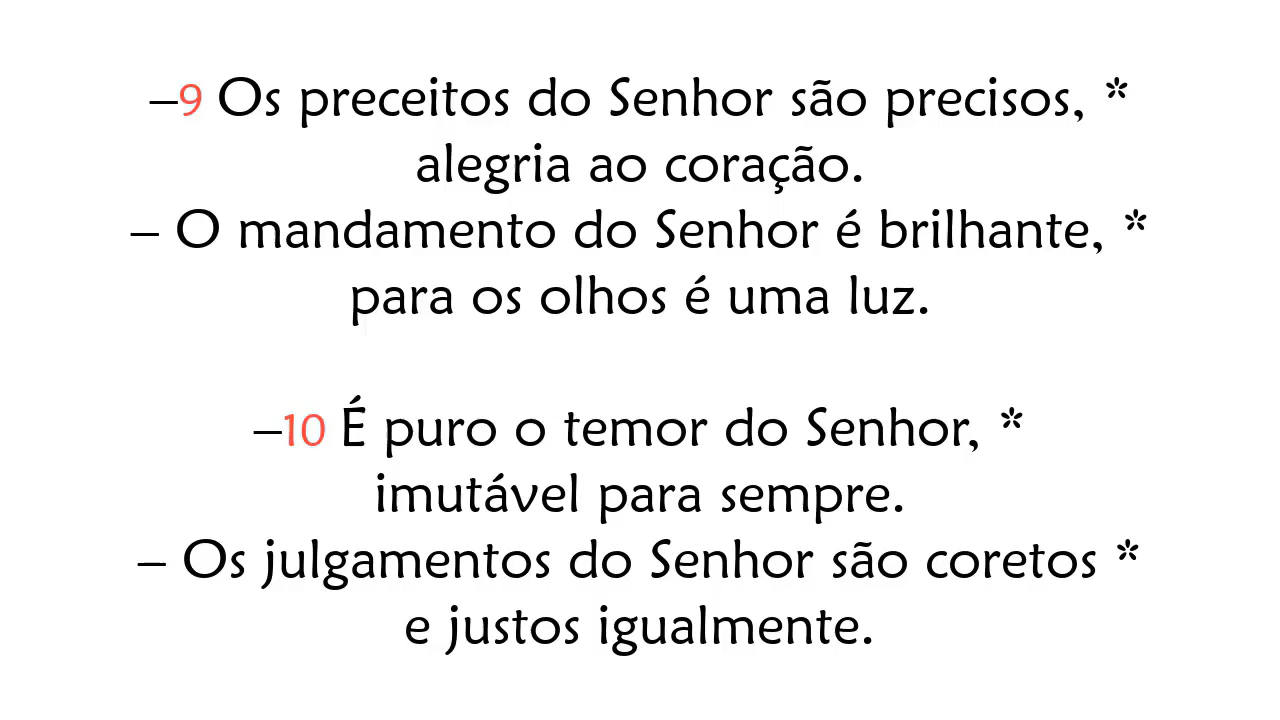 –9 Os preceitos do Senhor são precisos, *
alegria ao coração.
– O mandamento do Senhor é brilhante, *
para os olhos é uma luz.
–10 É puro o temor do Senhor, *
imutável para sempre.
– Os julgamentos do Senhor são coretos *
e justos igualmente.